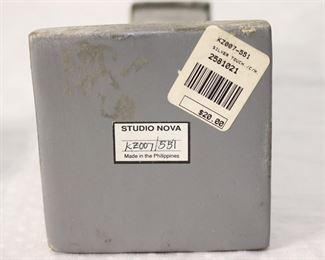 KZ007-551
SILVER TOUCH /C/H
2581021
$20.00
STUDIO NOVA
KZ007/551
Made in the Philippines